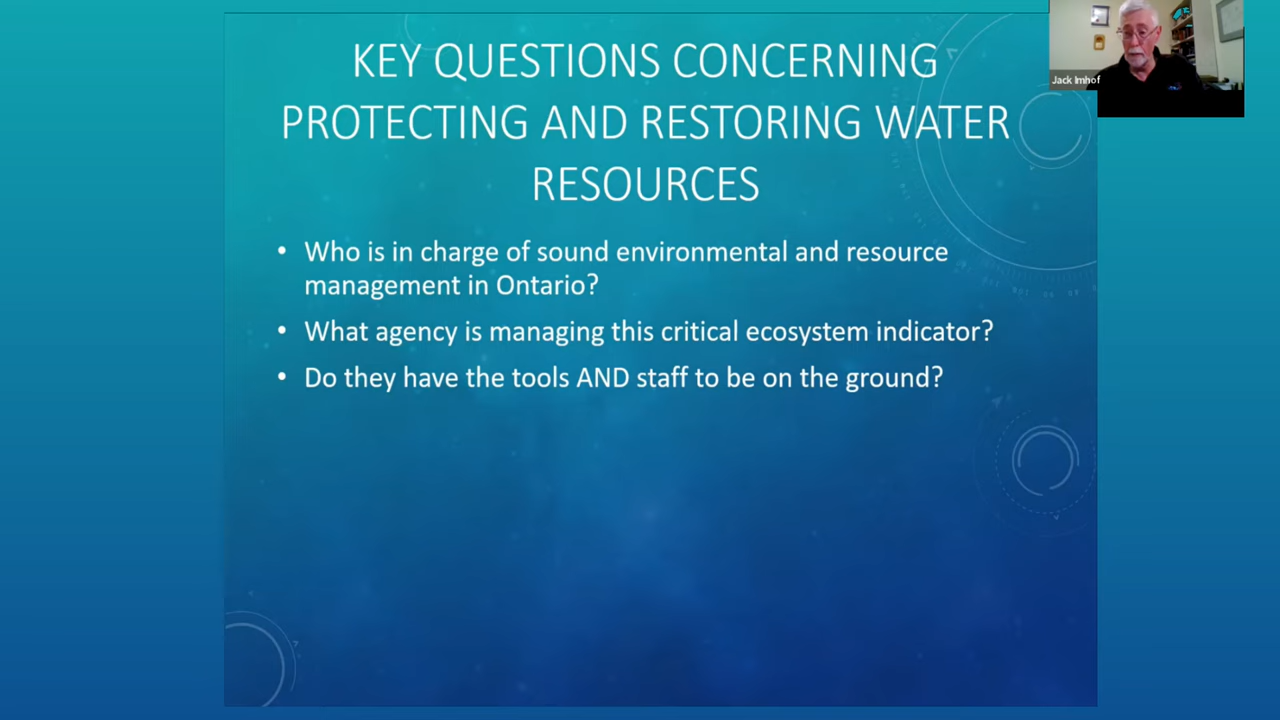 KEY QUESTIONS CONCERNING
PROTECTING AND RESTORING WATER
RESOURCES
• Who is in charge of sound environmental and resource
management in Ontario?
• What agency is managing this critical ecosystem indicator?
• Do they have the tools AND staff to be on the ground?
Jack Imhof